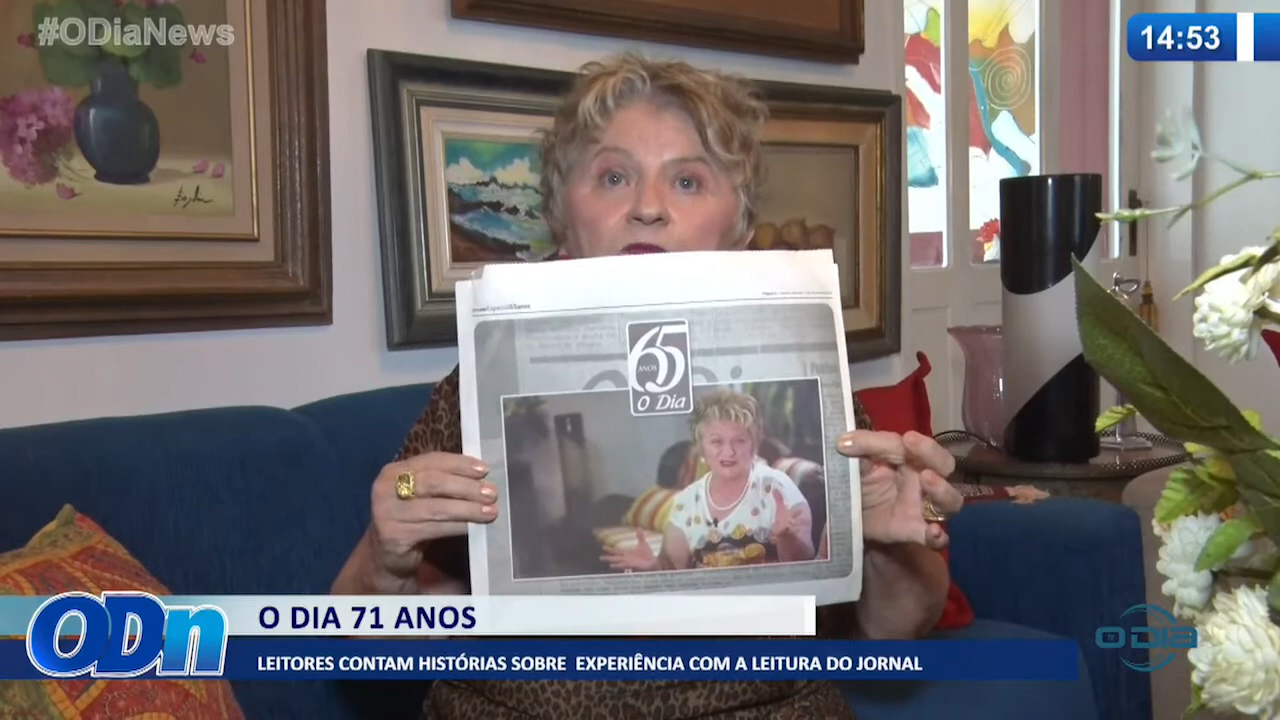 #ODiaNews
14:53
65
ANOS
O Dia
ODn
O DIA 71 ANOS
LEITORES CONTAM HISTÓRIAS SOBRE EXPERIÊNCIA COM A LEITURA DO JORNAL
O DIA